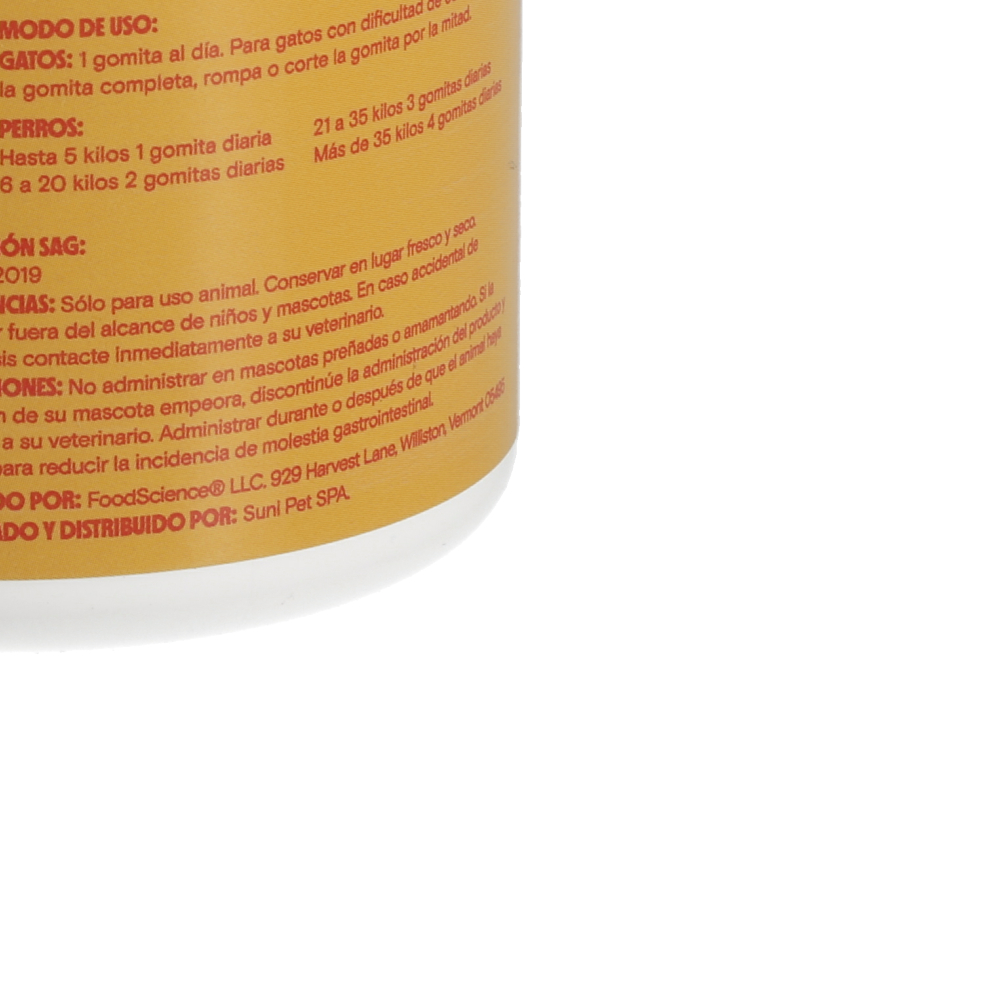 MODO DE USO:
GATOS: 1 gomita al día. Para gatos con dificultad de
la gomita completa, rompa o corte la gomita por la mitad.
PERROS:
Hasta 5 kilos 1 gomita diaria
6 a 20 kilos 2 gomitas diarias
21 a 35 kilos 3 gomitas diarias
Más de 35 kilos 4 gomitas diarias
ÓN SAG:
2019
NCIAS: Sólo para uso animal. Conservar en lugar fresco y seco.
r fuera del alcance de niños y mascotas. En caso accidental de
sis contacte inmediatamente a su veterinario.
IONES: No administrar en mascotas preñadas o amamantando. Si la
n de su mascota empeora, discontinúe la administración del producto y
a su veterinario. Administrar durante o después de que el animal haya
para reducir la incidencia de molestia gastrointestinal.
DO POR: FoodScience® LLC. 929 Harvest Lane, Williston, Vermont 05495
ADO Y DISTRIBUIDO POR: Suni Pet SPA.